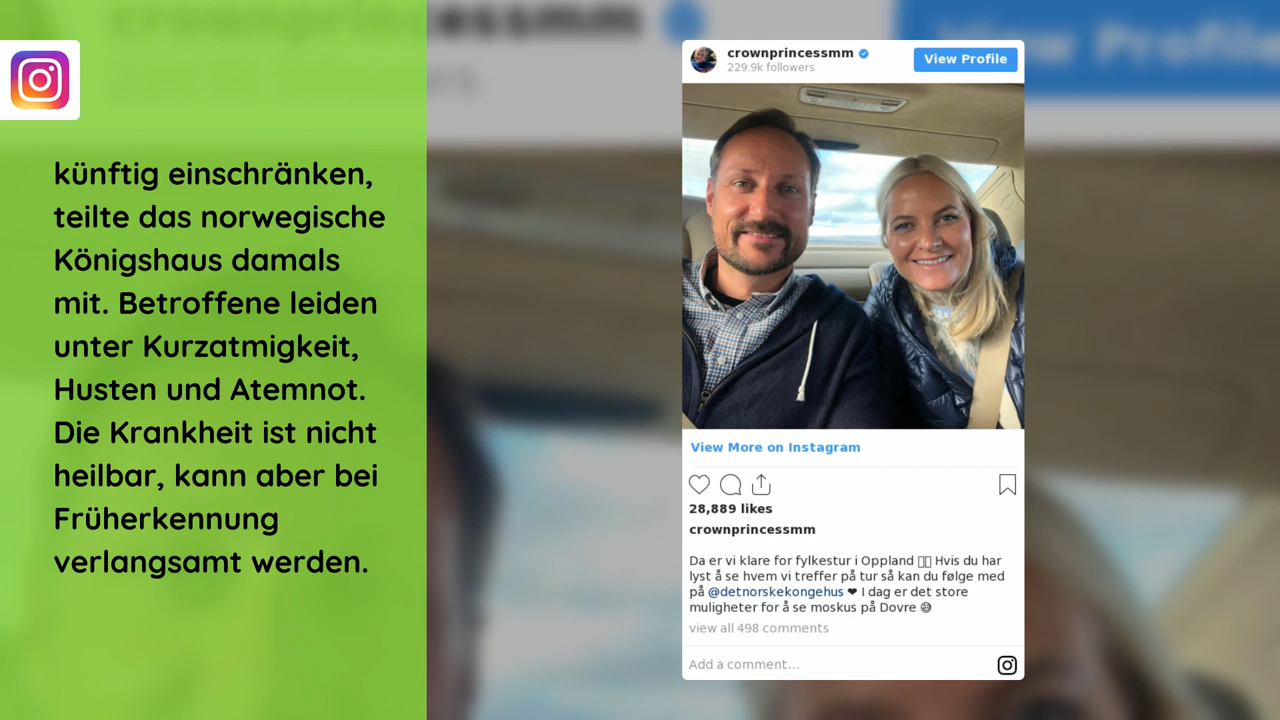 künftig einschränken,
teilte das norwegische
Königshaus damals
mit. Betroffene leiden
unter Kurzatmigkeit,
Husten und Atemnot.
Die Krankheit ist nicht
heilbar, kann aber bei
Früherkennung
verlangsamt werden.
crownprincessmm
229.9k followers
View Profile
View More on Instagram
28,889 likes
crownprincessmm
Da er vi klare for fylkestur i Oppland Hvis du har
lyst å se hvem vi treffer på tur så kan du følge med
på @detnorskekongehus ❤ I dag er det store
muligheter for å se moskus på Dovre 😅
view all 498 comments
Add a comment...